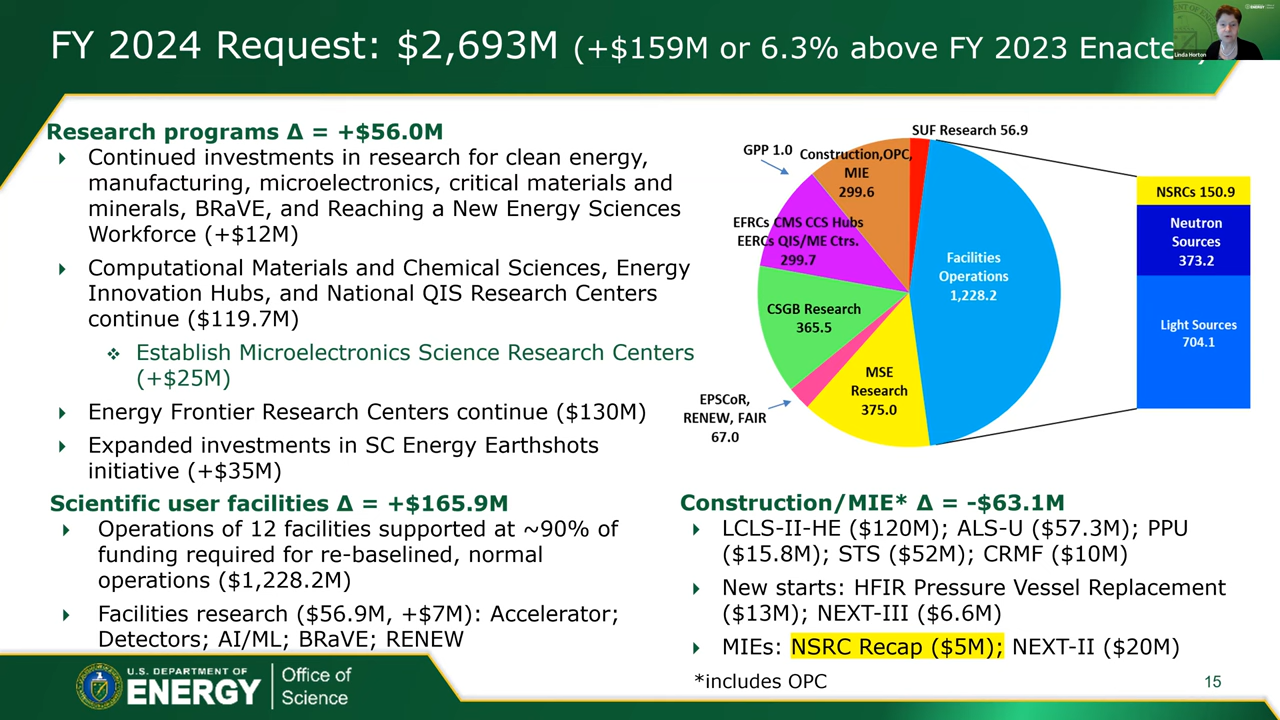 FY 2024 Request: $2,693M (+$159M or 6.3% above FY 2023 Enacte
Linda Horton
Research programs Δ = +$56.0M
Continued investments in research for clean energy,
manufacturing, microelectronics, critical materials and
minerals, BRaVE, and Reaching a New Energy Sciences
Workforce (+$12M)
Computational Materials and Chemical Sciences, Energy
Innovation Hubs, and National QIS Research Centers
continue ($119.7M)
Establish Microelectronics Science Research Centers
(+$25M)
Energy Frontier Research Centers continue ($130M)
Expanded investments in SC Energy Earthshots
initiative (+$35M)
Scientific user facilities Δ = +$165.9M
Operations of 12 facilities supported at ~90% of
funding required for re-baselined, normal
operations ($1,228.2M)
Facilities research ($56.9M, +$7M): Accelerator;
Detectors; AI/ML; BRaVE; RENEW
SUF Research 56.9
GPP 1.0
Construction,OPC,
MIE
299.6
EFRCs CMS CCS Hubs
EERCs QIS/ME Ctrs.
299.7
CSGB Research
365.5
EPSCoR,
RENEW, FAIR
67.0
MSE
Research
375.0
Facilities
Operations
1,228.2
NSRCs 150.9
Neutron
Sources
373.2
Light Sources
704.1
Construction/MIE* Δ = -$63.1M
LCLS-II-HE ($120M); ALS-U ($57.3M); PPU
($15.8M); STS ($52M); CRMF ($10M)
New starts: HFIR Pressure Vessel Replacement
($13M); NEXT-III ($6.6M)
MIEs: NSRC Recap ($5M); NEXT-II ($20M)
*includes OPC
15
U.S. DEPARTMENT OF
ENERGY
Office of
Science